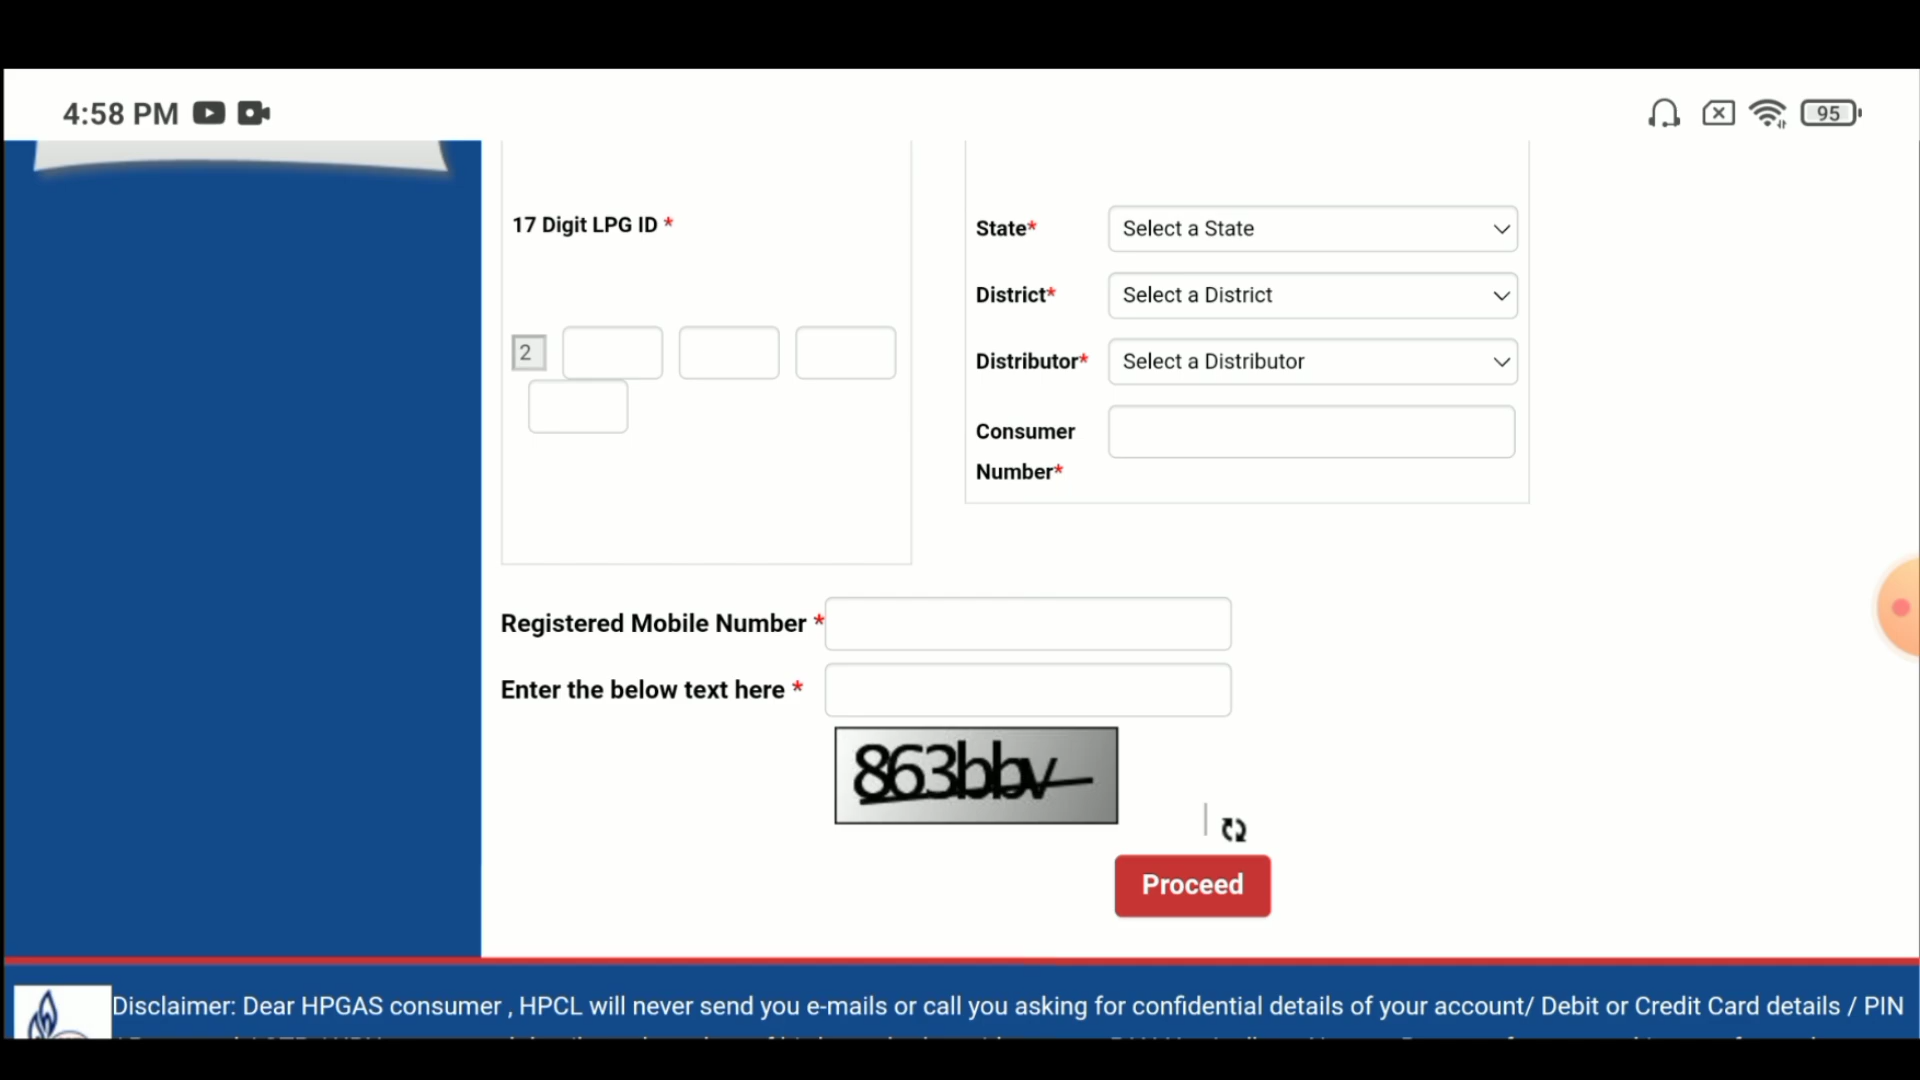 4:58 PM
95
17 Digit LPG ID *
2
State*
Select a State
District*
Select a District
Distributor*
Select a Distributor
Consumer
Number*
Registered Mobile Number *
Enter the below text here *
863bbv
Proceed
Disclaimer: Dear HPGAS consumer , HPCL will never send you e-mails or call you asking for confidential details of your account/ Debit or Credit Card details / PIN